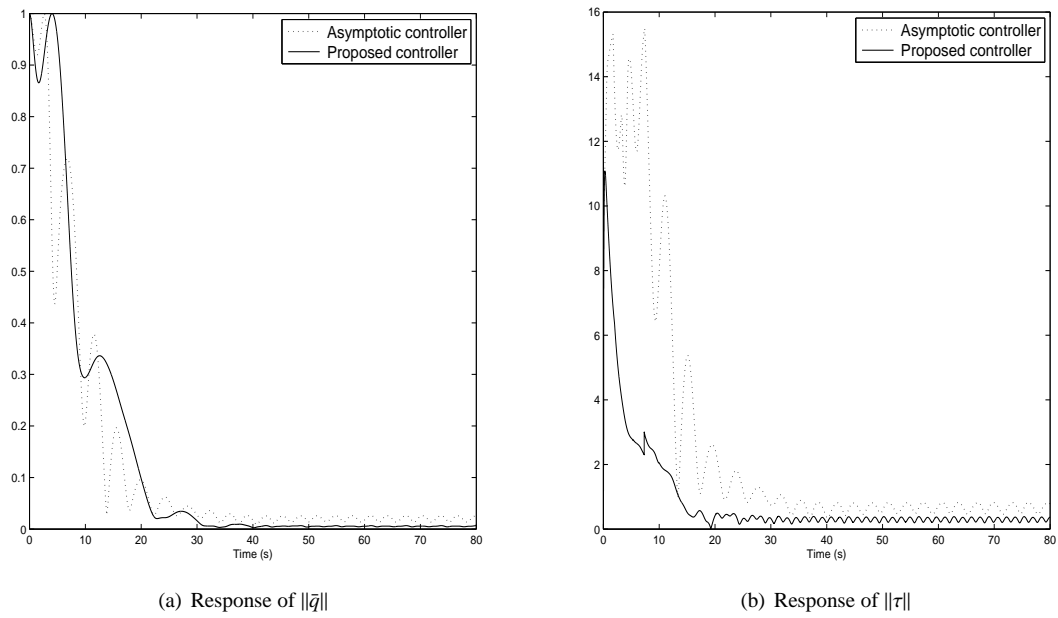 1
0.9
0.8
0.7
0.6
0.5
0.4
0.3
0.2
0.1
0
0 10 20 30 40 50 60 70 80
Time (s)
Asymptotic controller
Proposed controller
(a) Response of ||q̄||
16
14
12
10
8
6
4
2
0
0 10 20 30 40 50 60 70 80
Time (s)
Asymptotic controller
Proposed controller
(b) Response of ||τ||